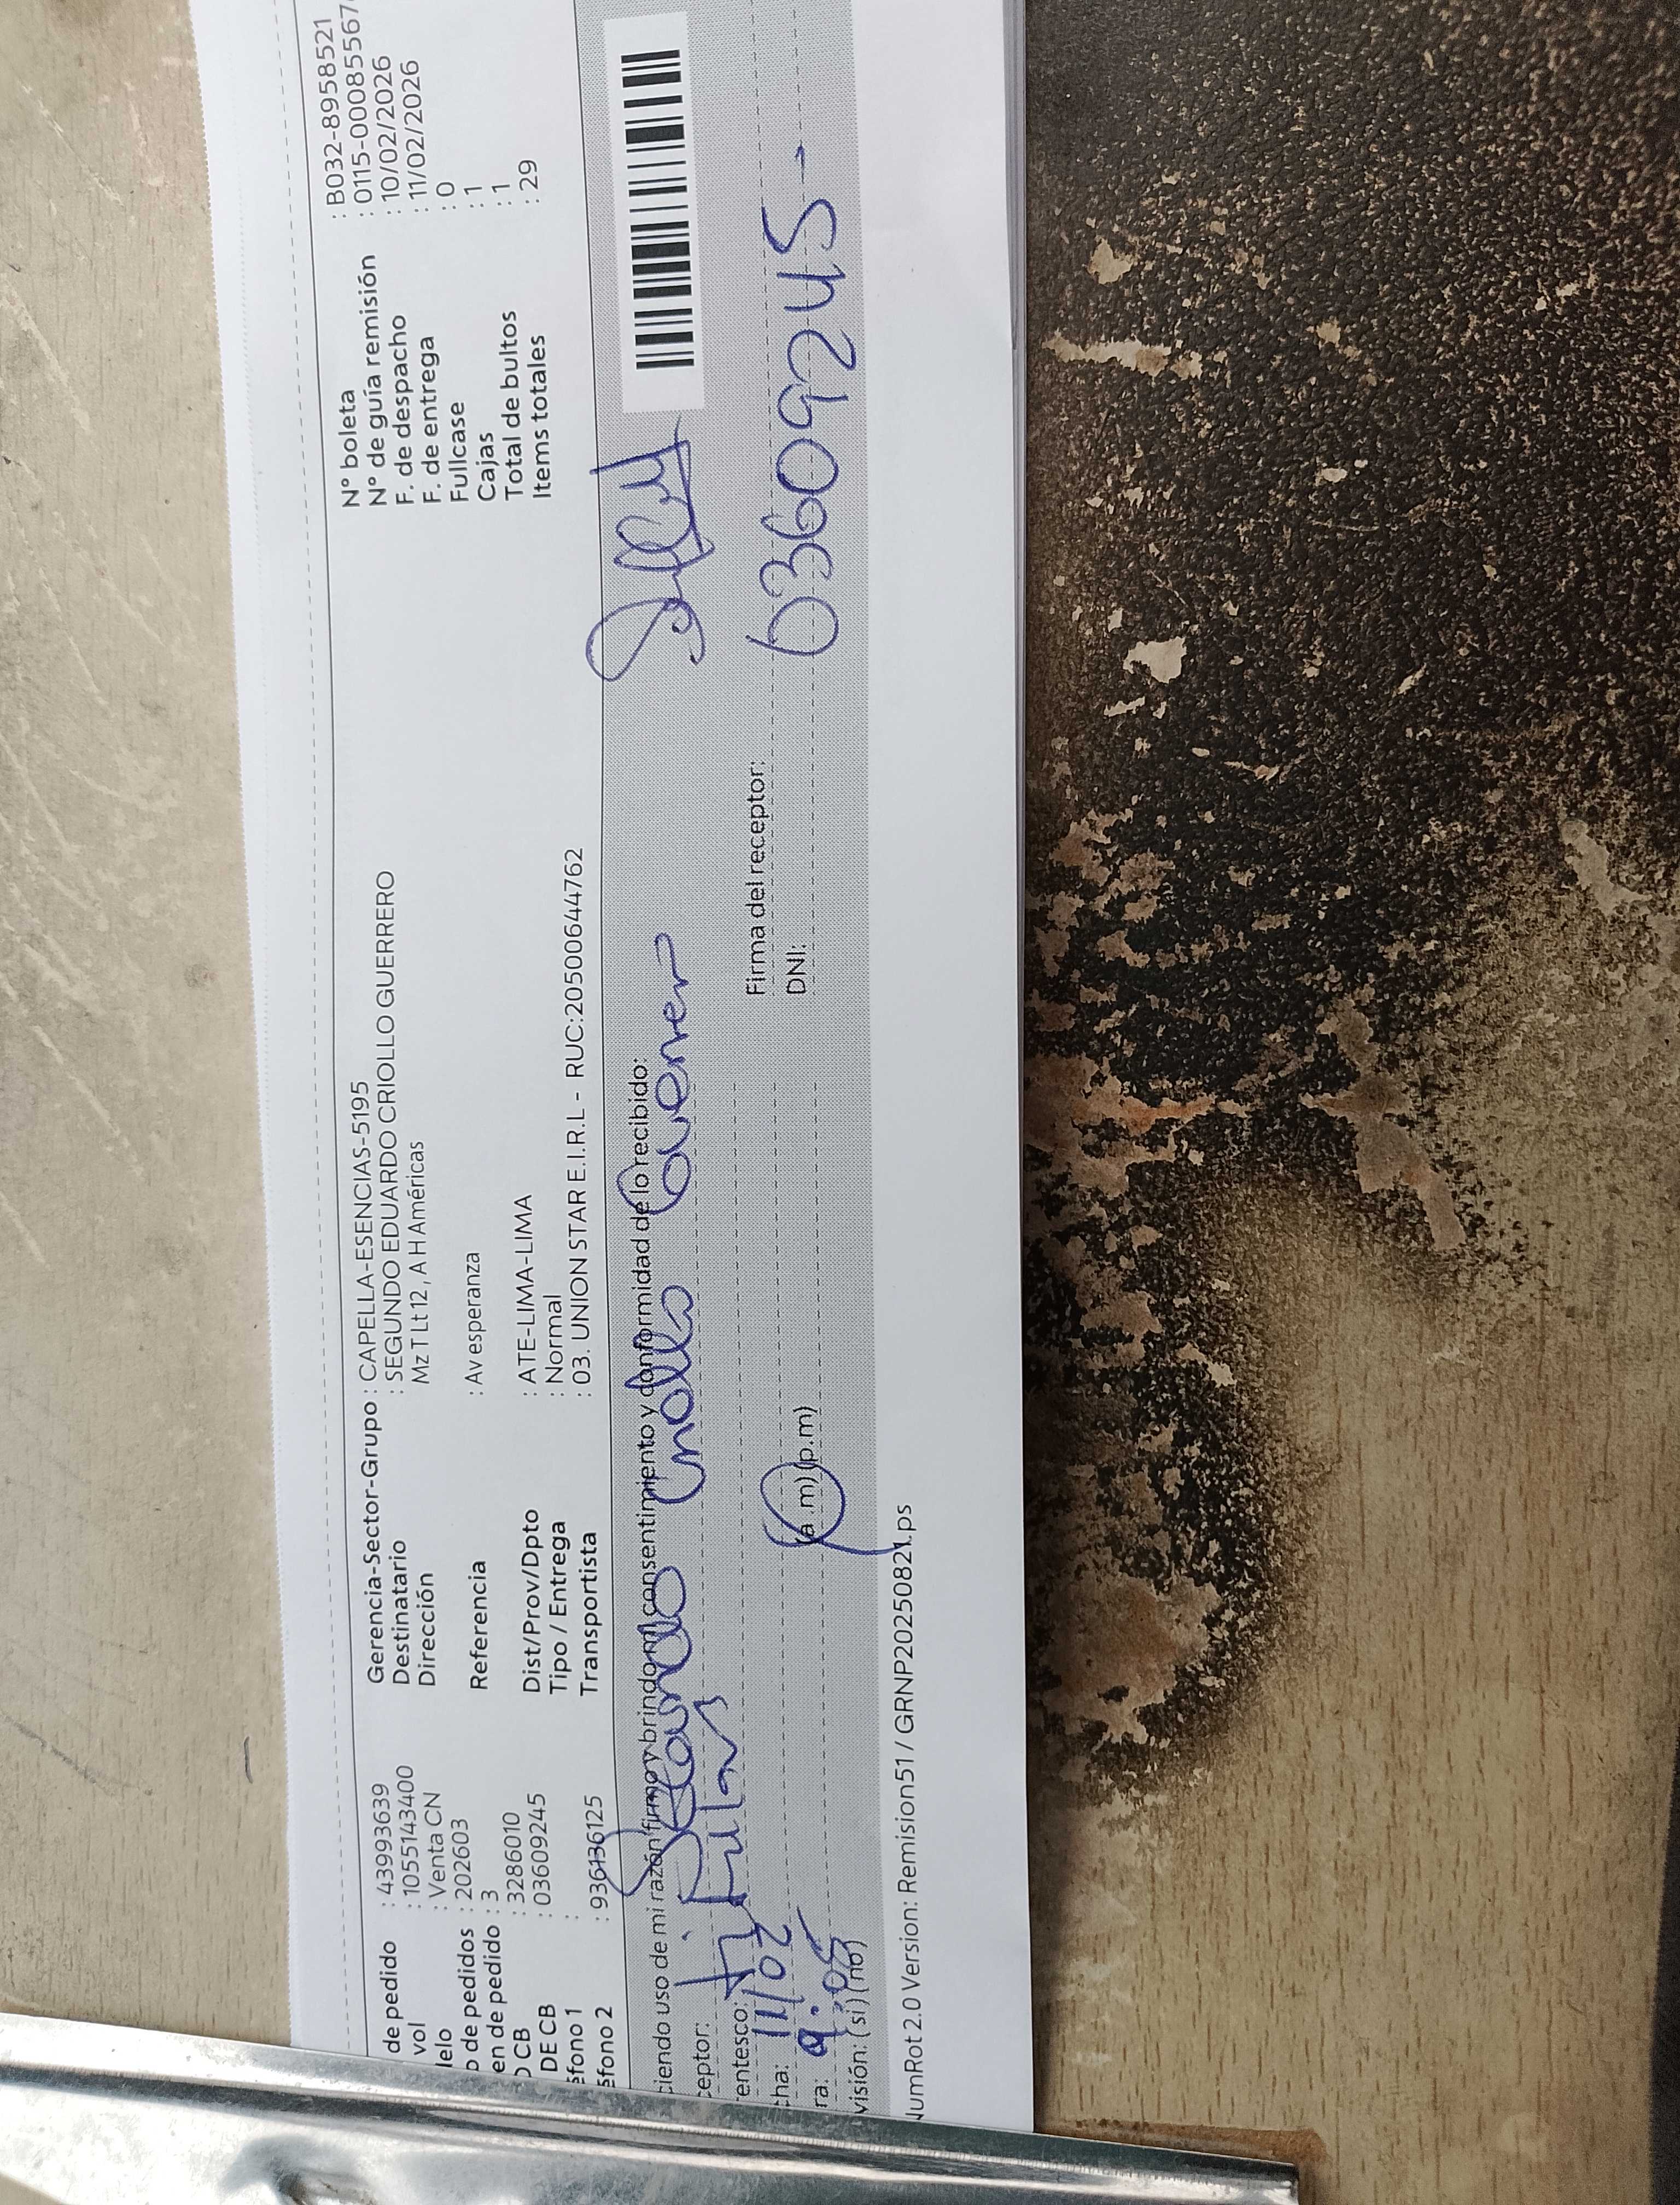 de pedido : 439993639
vol : 1055143400
delo : Venta CN
o de pedidos : 202603
en de pedido : 3
O CB : 3286010
DE CB : 03609245
éfono 1 :
éfono 2 : 936136125
Gerencia-Sector-Grupo : CAPELLA-ESENCIAS-5195
Destinatario : SEGUNDO EDUARDO CRIOLLO GUERRERO
Dirección Mz T Lt 12 , A H Américas
Referencia : Av esperanza
Dist/Prov/Dpto : ATE-LIMA-LIMA
Tipo / Entrega : Normal
Transportista : 03. UNION STAR E.I.R.L - RUC:20500644762
N° boleta : B032-8958521
N° de guía remisión : 0115-00085567
F. de despacho : 10/02/2026
F. de entrega : 11/02/2026
Fullcase : 0
Cajas : 1
Total de bultos : 1
Items totales : 29
ciendo uso de mi razón firmo y brindo mi consentimiento y conformidad de lo recibido:
ceptor: Segundo Criollo Guerrero
entesco: Titular
cha: 11/02
ra: 9:05 (a m) (p.m)
visión: (si) (no)
Firma del receptor:
DNI: 03609245
NumRot 2.0 Version: Remision51 / GRNP20250821.ps